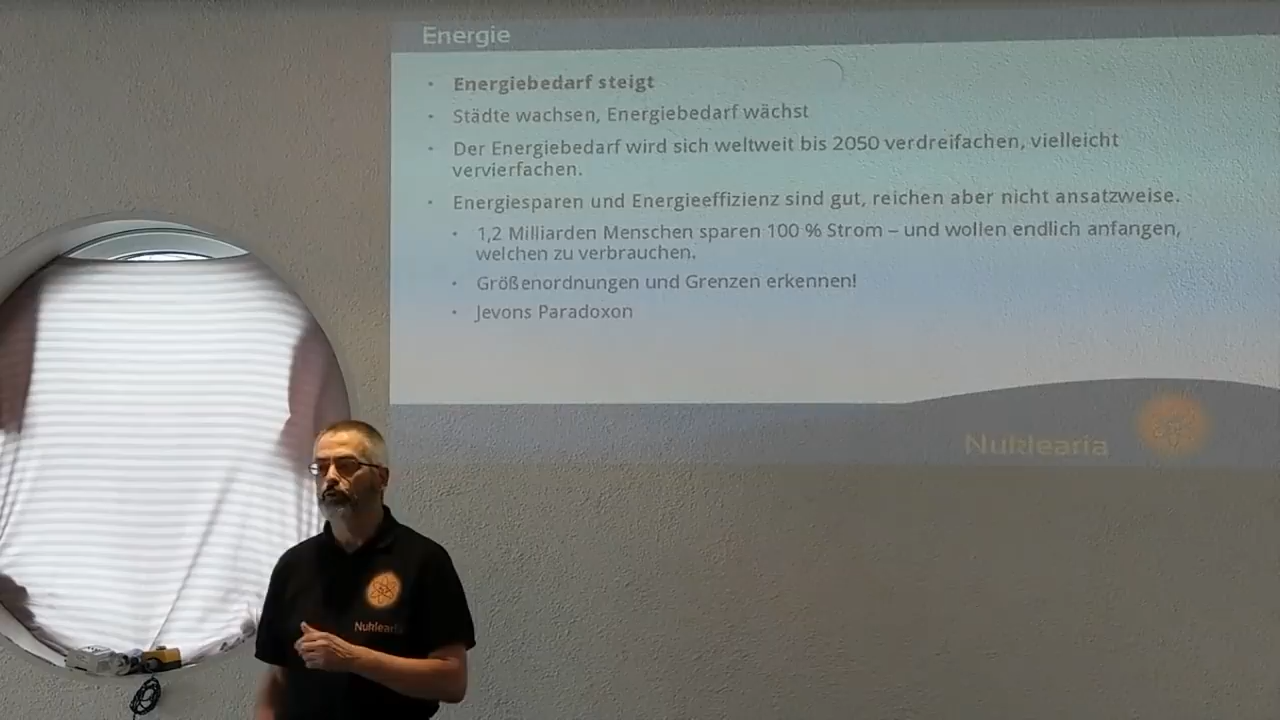 Energie
• Energiebedarf steigt
• Städte wachsen, Energiebedarf wächst
• Der Energiebedarf wird sich weltweit bis 2050 verdreifachen, vielleicht
vervierfachen.
• Energiesparen und Energieeffizienz sind gut, reichen aber nicht ansatzweise.
• 1,2 Milliarden Menschen sparen 100 % Strom – und wollen endlich anfangen,
welchen zu verbrauchen.
• Größenordnungen und Grenzen erkennen!
• Jevons Paradoxon
Nuklearia
Nuklearia